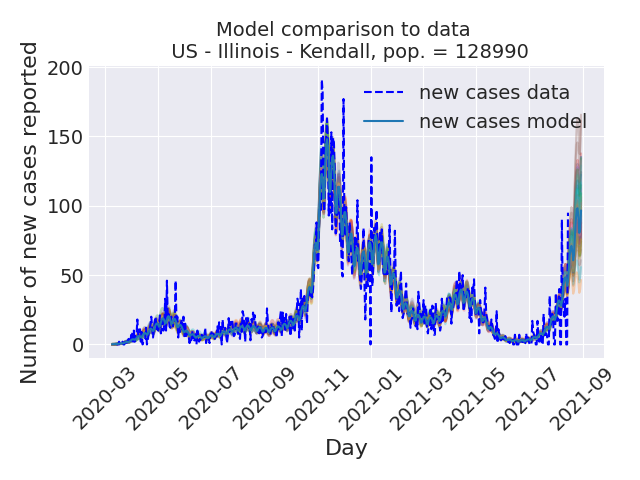 Model comparison to data
US - Illinois - Kendall, pop. = 128990
Number of new cases reported
200
150
100
50
0
new cases data
new cases model
2020-03
2020-05
2020-07
2020-09
2020-11
2021-01
2021-03
2021-05
2021-07
2021-09
Day